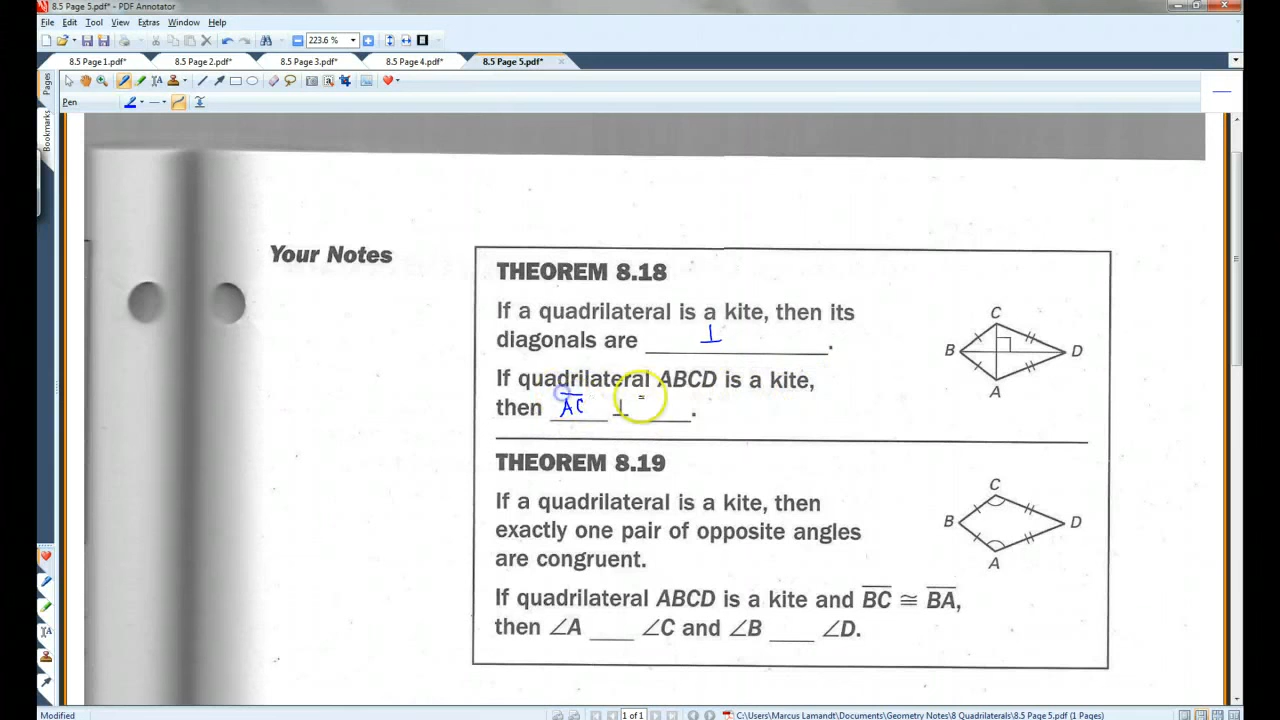 8.5 Page 5.pdf* - PDF Annotator
File Edit Tool View Extras Window Help
223.6 %
8.5 Page 1.pdf* 8.5 Page 2.pdf* 8.5 Page 3.pdf* 8.5 Page 4.pdf* 8.5 Page 5.pdf*
Pen
Pages
Bookmarks
Your Notes
THEOREM 8.18
If a quadrilateral is a kite, then its
diagonals are ⊥ .
If quadrilateral ABCD is a kite,
then AC ⊥ ____.
C
B D
A
THEOREM 8.19
If a quadrilateral is a kite, then
exactly one pair of opposite angles
are congruent.
C
B D
A
If quadrilateral ABCD is a kite and BC ≅ BA,
then ∠A ____ ∠C and ∠B ____ ∠D.
Modified
1 of 1
C:\Users\Marcus Lamandt\Documents\Geometry Notes\8 Quadrilaterals\8.5 Page 5.pdf (1 Pages)